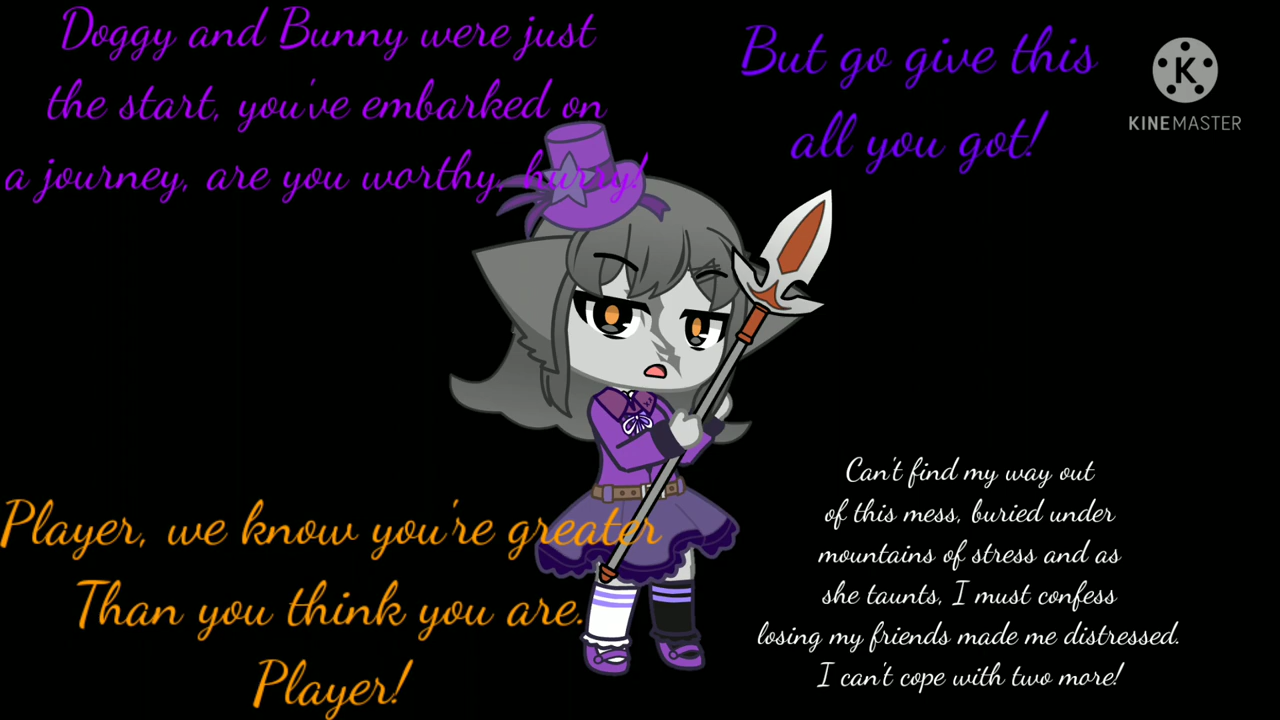 Doggy and Bunny were just
the start, you've embarked on
a journey, are you worthy, hurry!
But go give this
all you got!
K
KINEMASTER
Player, we know you're greater
Than you think you are.
Player!
Can't find my way out
of this mess, buried under
mountains of stress and as
she taunts, I must confess
losing my friends made me distressed.
I can't cope with two more!